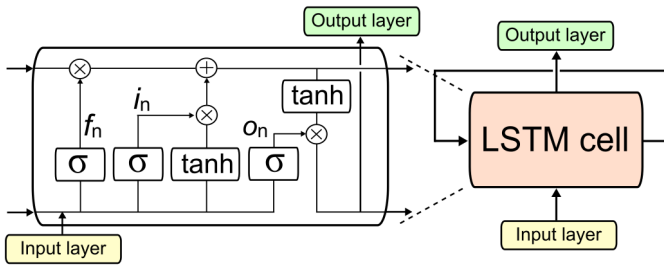 Output layer
Output layer
tanh
iₙ
fₙ
oₙ
σ
σ
tanh
σ
LSTM cell
Input layer
Input layer